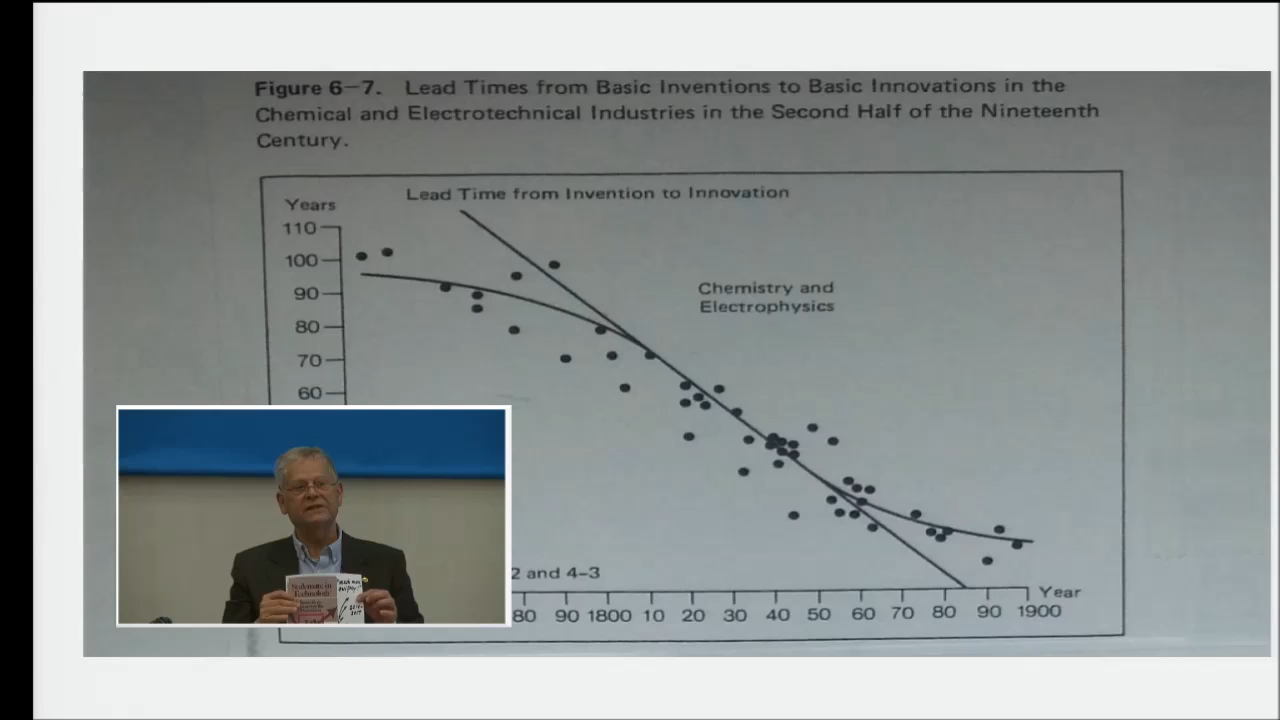 Figure 6-7. Lead Times from Basic Inventions to Basic Innovations in the
Chemical and Electrotechnical Industries in the Second Half of the Nineteenth
Century.
Lead Time from Invention to Innovation
Years
110
100
90
80
70
60
Chemistry and
Electrophysics
2 and 4-3
80 90 1800 10 20 30 40 50 60 70 80 90 1900
Year
Stalemate in
Technology